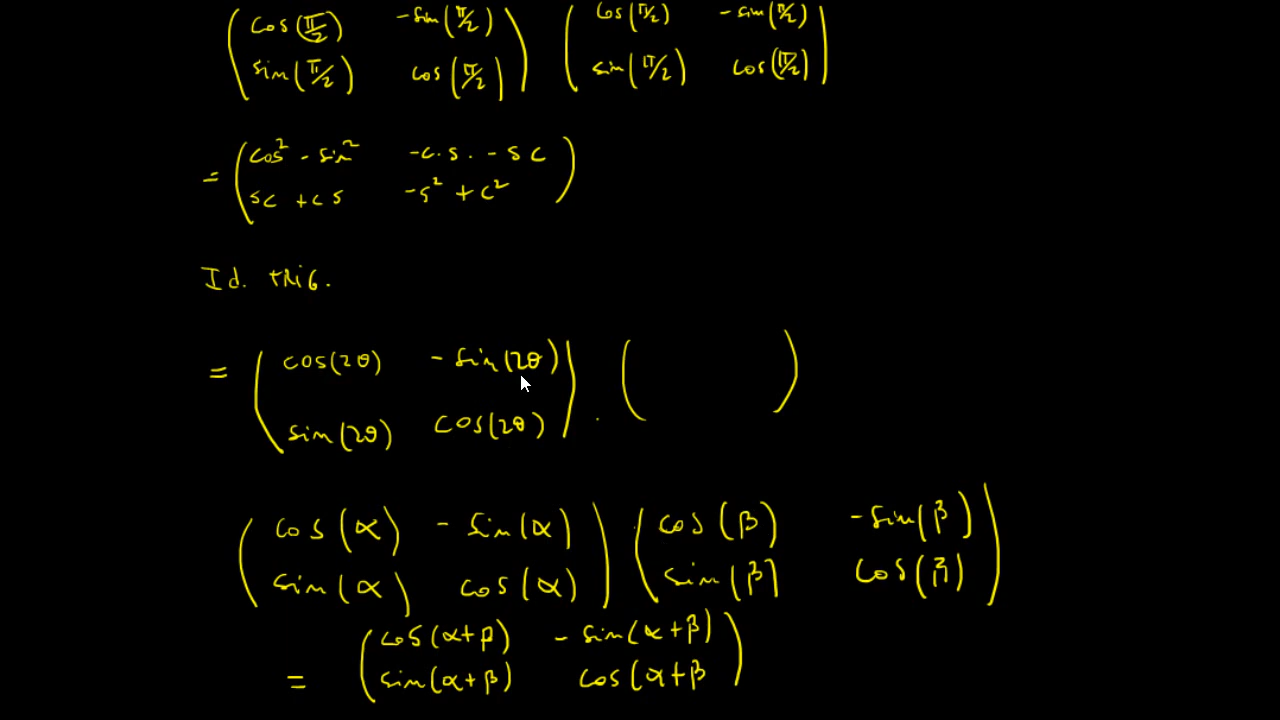 ( cos(π/2) -sin(π/2) ) ( cos(π/2) -sin(π/2) )
( sin(π/2) cos(π/2) ) ( sin(π/2) cos(π/2) )
= ( cos² - sin² -c.s. - sc )
( sc + cs -s² + c² )
Id. trig.
= ( cos(2θ) - sin(2θ) ) . ( )
( sin(2θ) cos(2θ) )
( cos(α) - sin(α) ) ( cos(β) - sin(β) )
( sin(α) cos(α) ) ( sin(β) cos(β) )
( cos(α+β) - sin(α+β) )
= ( sin(α+β) cos(α+β )